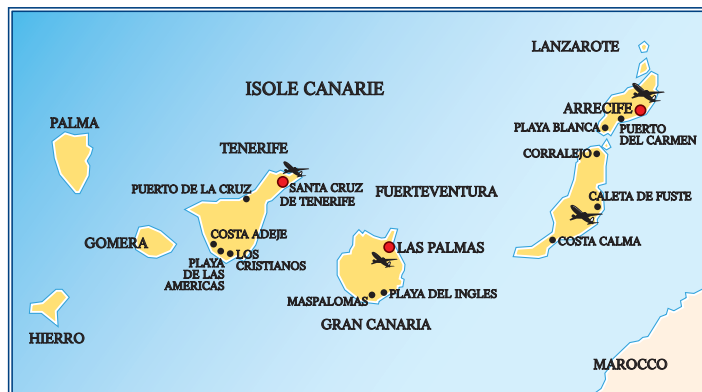 LANZAROTE
ISOLE CANARIE
ARRECIFE
PALMA
PLAYA BLANCA
PUERTO
DEL CARMEN
TENERIFE
CORRALEJO
PUERTO DE LA CRUZ
SANTA CRUZ
DE TENERIFE
FUERTEVENTURA
CALETA DE FUSTE
COSTA ADEJE
GOMERA
LAS PALMAS
COSTA CALMA
PLAYA
DE LAS
AMERICAS
LOS
CRISTIANOS
MASPALOMAS
PLAYA DEL INGLES
GRAN CANARIA
HIERRO
MAROCCO